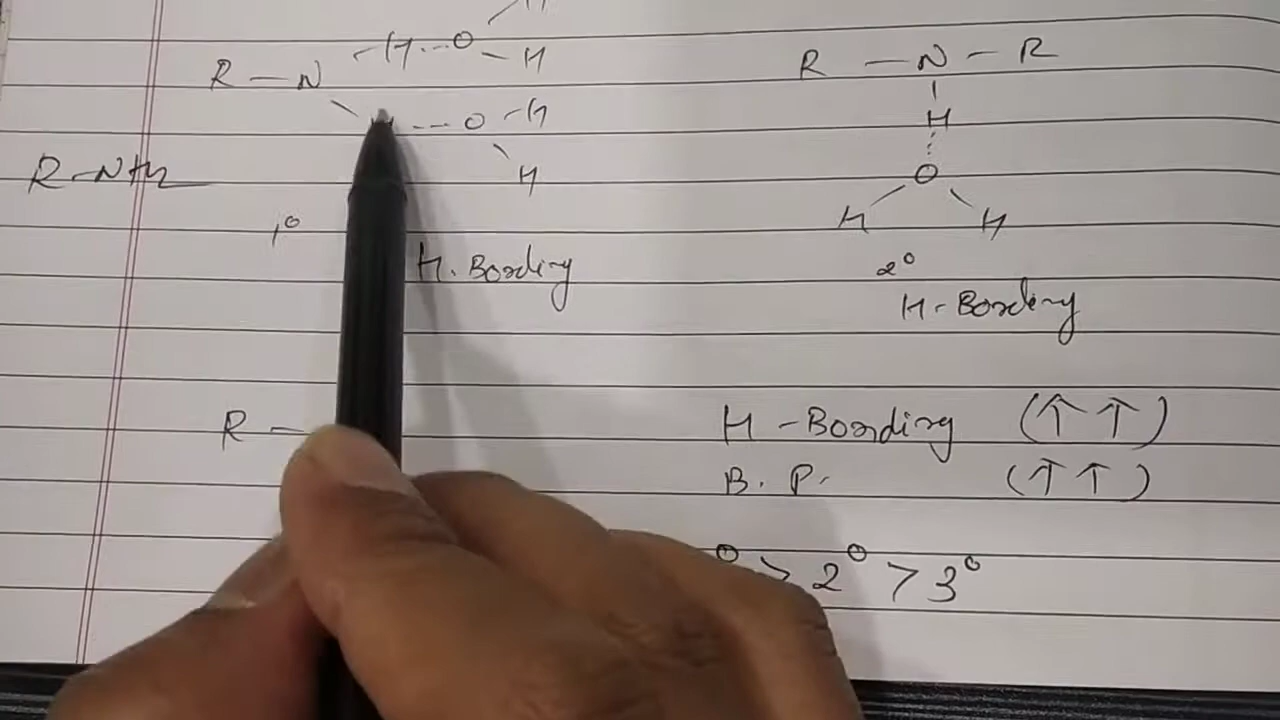 H
R — N — H ... O — H
H ... O — H
H
R-NH2
1°
H. Bonding
R — N — R
H
O
H H
2°
H-Bonding
R —
H-Bonding (↑↑)
B. P. (↑↑)
° > 2° > 3°